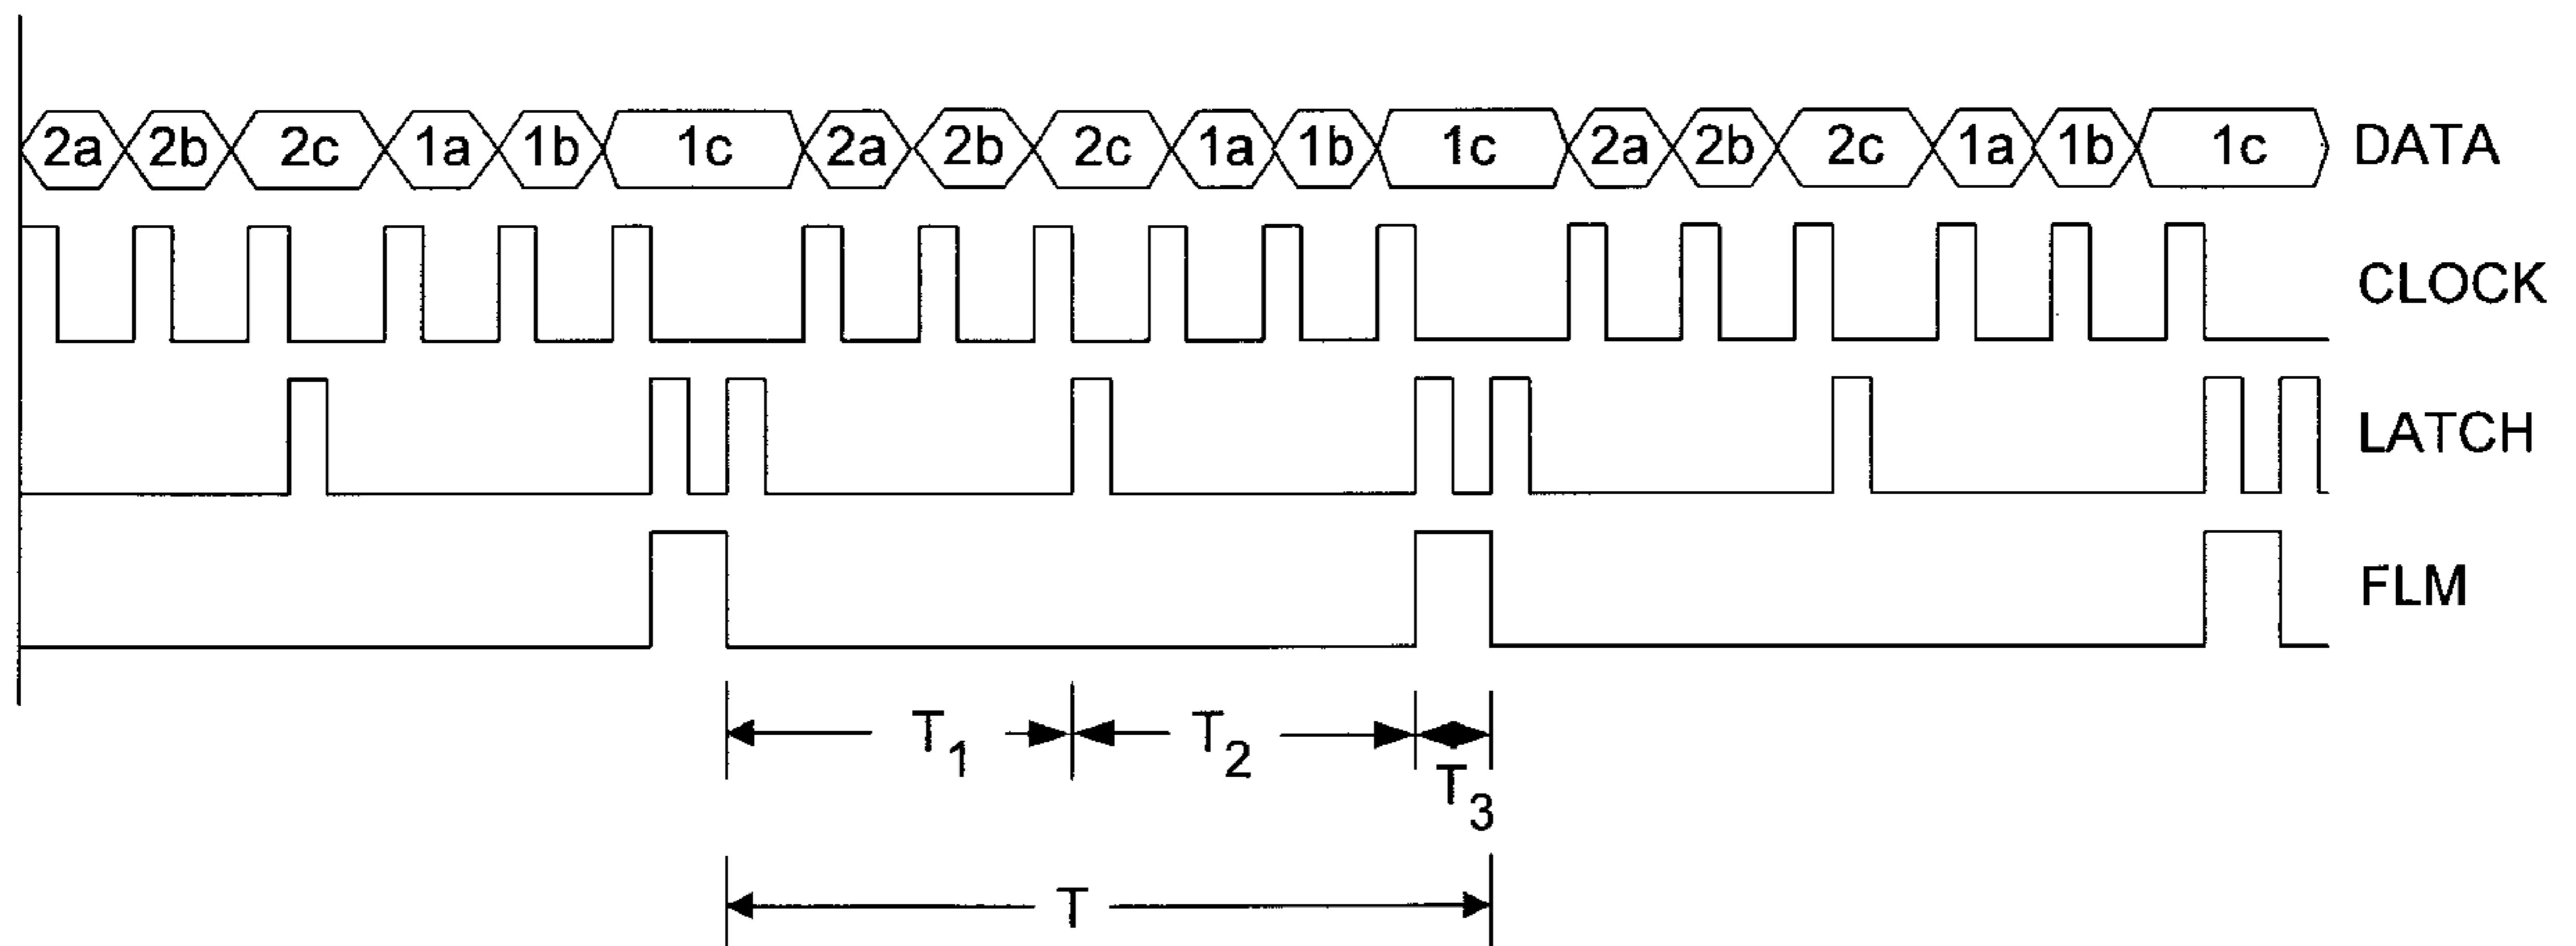 2a 2b 2c 1a 1b 1c 2a 2b 2c 1a 1b 1c 2a 2b 2c 1a 1b 1c DATA
CLOCK
LATCH
FLM
T1 T2
T3
T